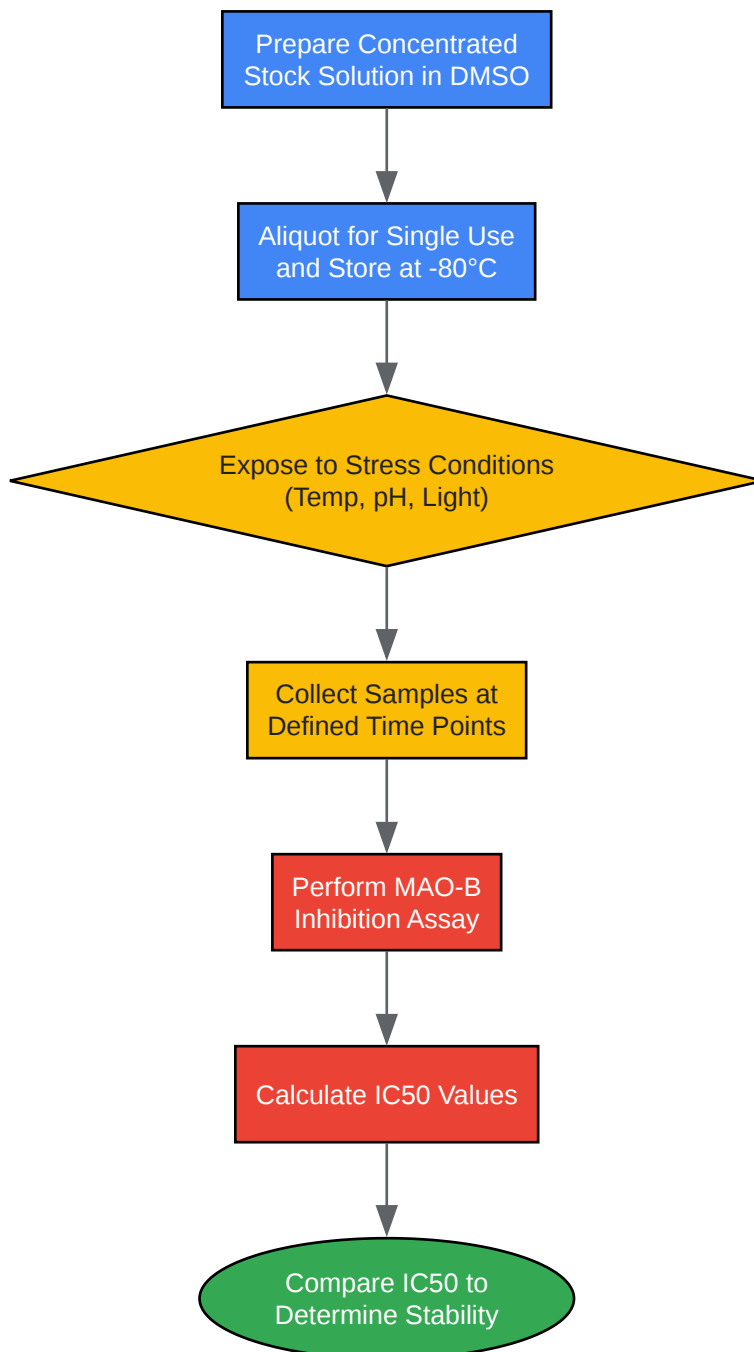 Prepare Concentrated
Stock Solution in DMSO
Aliquot for Single Use
and Store at -80°C
Expose to Stress Conditions
(Temp, pH, Light)
Collect Samples at
Defined Time Points
Perform MAO-B
Inhibition Assay
Calculate IC50 Values
Compare IC50 to
Determine Stability